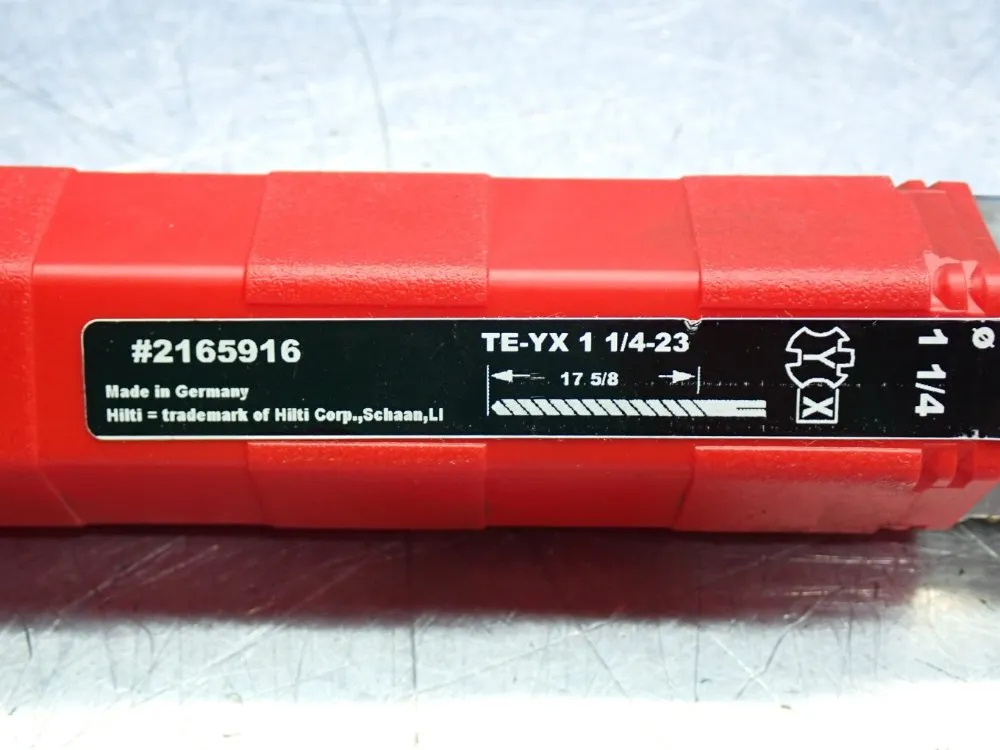 #2165916
Made in Germany
Hilti = trademark of Hilti Corp.,Schaan,LI
TE-YX 1 1/4-23
17 5/8
Y
X
Ø
1 1/4